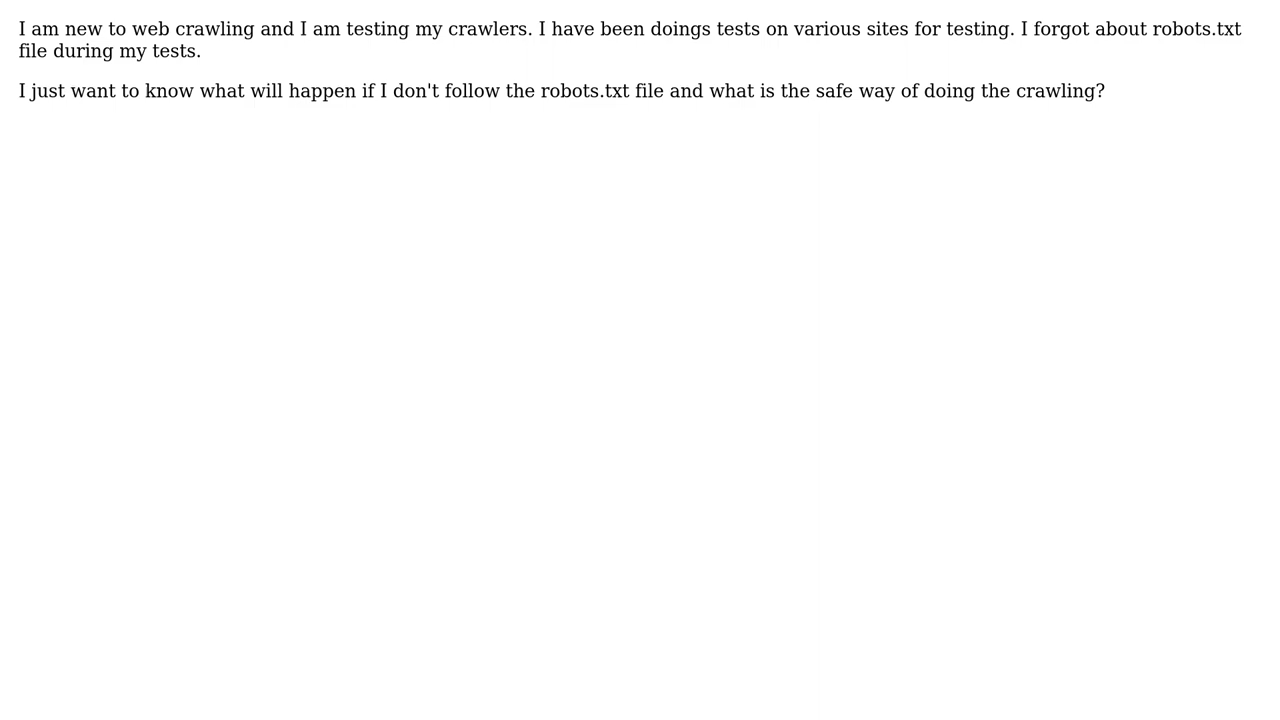 I am new to web crawling and I am testing my crawlers. I have been doings tests on various sites for testing. I forgot about robots.txt
file during my tests.
I just want to know what will happen if I don't follow the robots.txt file and what is the safe way of doing the crawling?